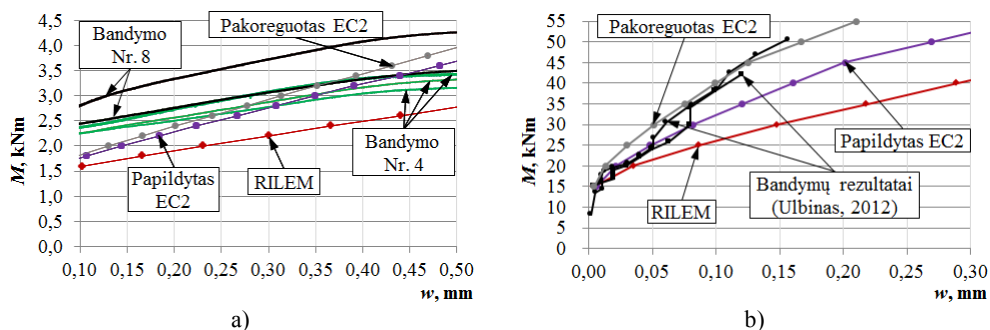 4,5
4,0
3,5
3,0
2,5
2,0
1,5
1,0
0,5
0,0
M, kNm
Bandymo
Nr. 8
Pakoreguotas EC2
Papildytas
EC2
RILEM
Bandymo
Nr. 4
0,10 0,15 0,20 0,25 0,30 0,35 0,40 0,45 0,50
w, mm
a)
55
50
45
40
35
30
25
20
15
10
5
M, kNm
Pakoreguotas
EC2
Papildytas EC2
RILEM
Bandymų rezultatai
(Ulbinas, 2012)
0,00 0,05 0,10 0,15 0,20 0,25 0,30
w, mm
b)